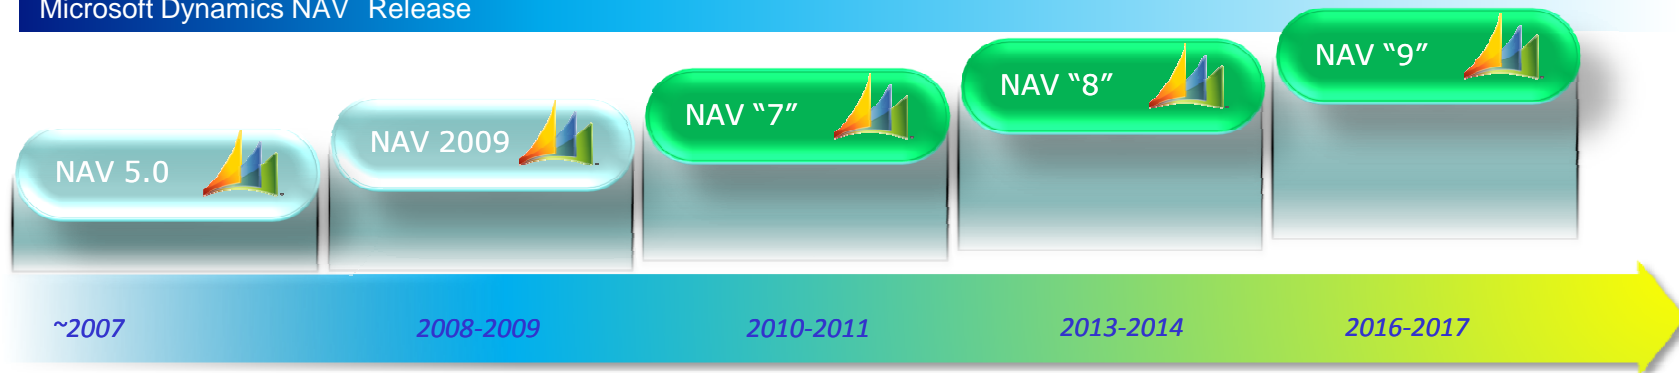 Microsoft Dynamics NAV Release
NAV 5.0
NAV 2009
NAV “7”
NAV “8”
NAV “9”
~2007
2008-2009
2010-2011
2013-2014
2016-2017